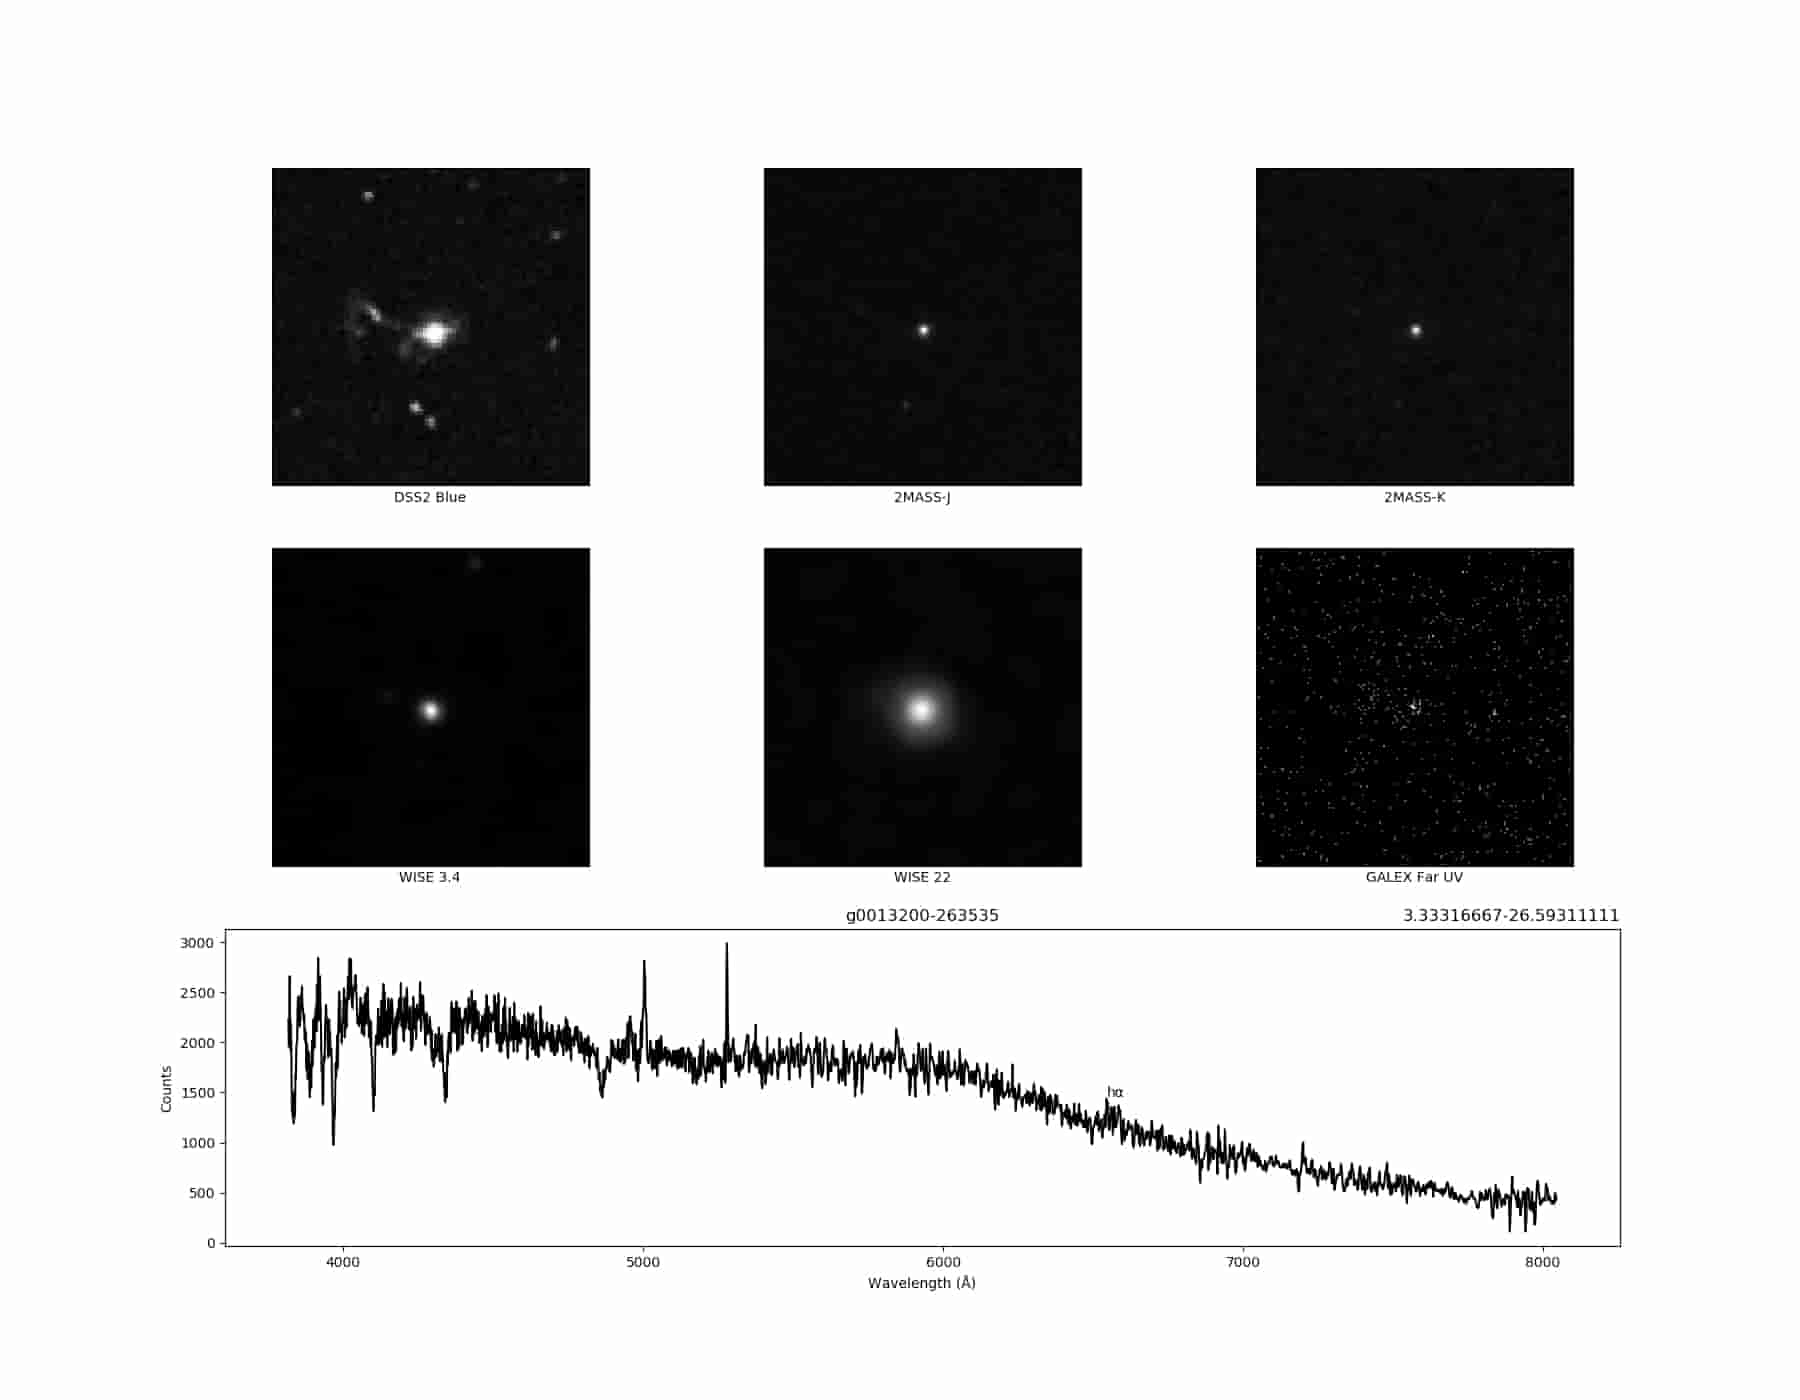 DSS2 Blue
2MASS-J
2MASS-K
WISE 3.4
WISE 22
GALEX Far UV
g0013200-263535
3.33316667-26.59311111
3000
2500
2000
1500
1000
500
0
Counts
hα
4000
5000
6000
7000
8000
Wavelength (Å)